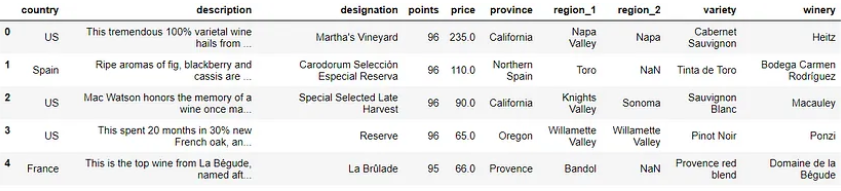 country description designation points price province region_1 region_2 variety winery
0 US This tremendous 100% varietal wine hails from ... Martha's Vineyard 96 235.0 California Napa Valley Napa Cabernet Sauvignon Heitz
1 Spain Ripe aromas of fig, blackberry and cassis are ... Carodorum Selección Especial Reserva 96 110.0 Northern Spain Toro NaN Tinta de Toro Bodega Carmen Rodríguez
2 US Mac Watson honors the memory of a wine once ma... Special Selected Late Harvest 96 90.0 California Knights Valley Sonoma Sauvignon Blanc Macauley
3 US This spent 20 months in 30% new French oak, an... Reserve 96 65.0 Oregon Willamette Valley Willamette Valley Pinot Noir Ponzi
4 France This is the top wine from La Bégude, named aft... La Brûlade 95 66.0 Provence Bandol NaN Provence red blend Domaine de la Bégude